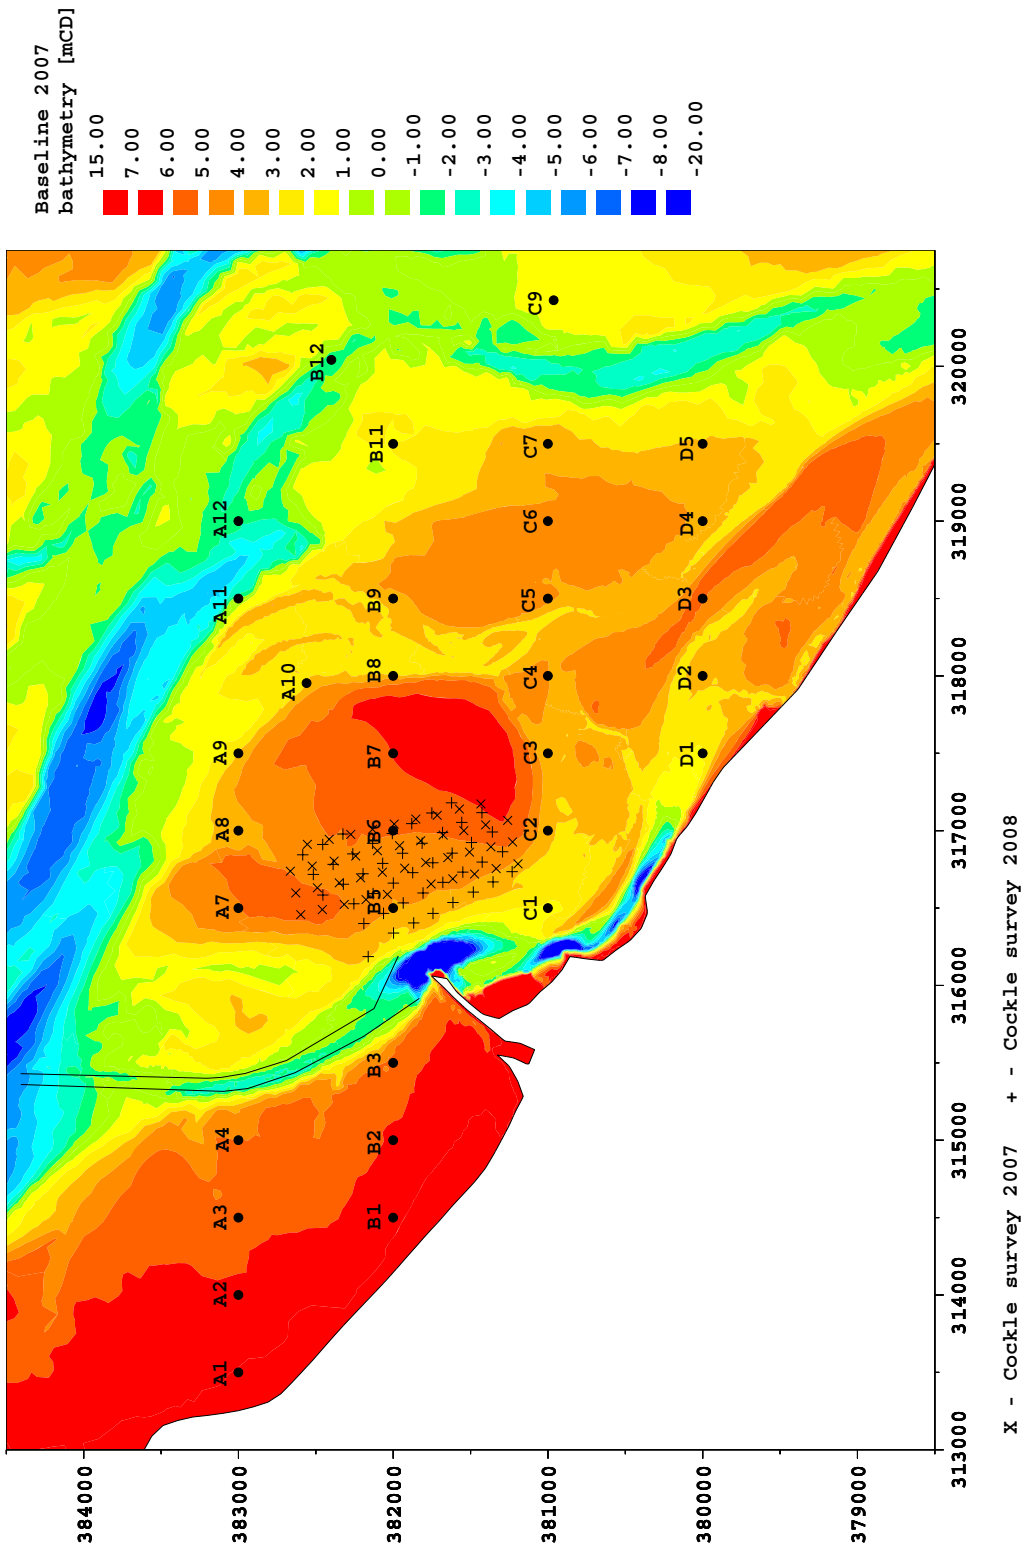 Baseline 2007
bathymetry [mCD]
15.00
7.00
6.00
5.00
4.00
3.00
2.00
1.00
0.00
-1.00
-2.00
-3.00
-4.00
-5.00
-6.00
-7.00
-8.00
-20.00
384000
383000
382000
381000
380000
379000
A1
A2
A3
A4
A7
A8
A9
A10
A11
A12
B1
B2
B3
B5
B6
B7
B8
B9
B11
B12
C1
C2
C3
C4
C5
C6
C7
C9
D1
D2
D3
D4
D5
313000
314000
315000
316000
317000
318000
319000
320000
X - Cockle survey 2007 + - Cockle survey 2008